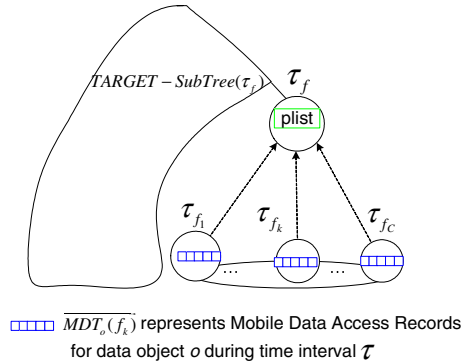 TARGET−SubTree(τ_f)
τ_f
plist
τ_{f_1}
τ_{f_k}
τ_{f_C}
... ...
\overline{MDT_o(f_k)} represents Mobile Data Access Records
for data object o during time interval τ